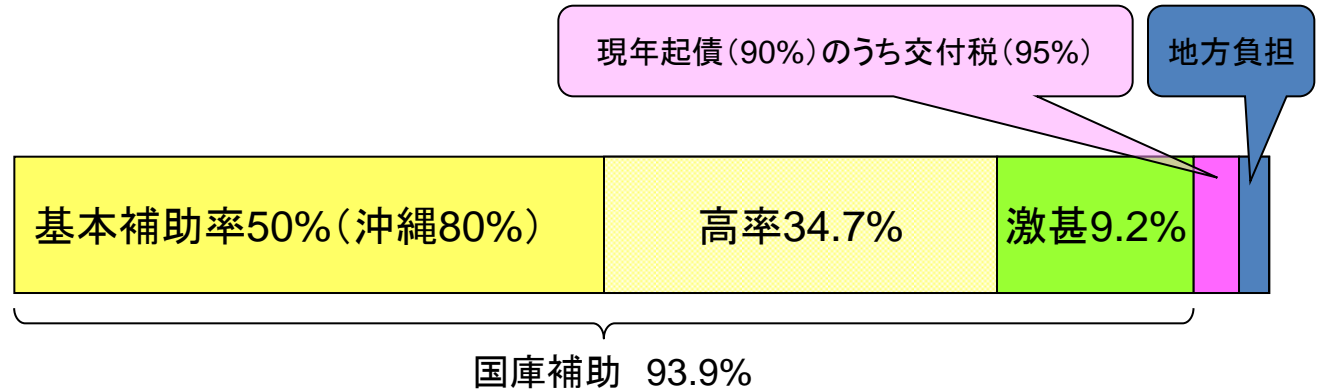 現年起債（90%）のうち交付税（95%）
地方負担
基本補助率50%（沖縄80%）
高率34.7%
激甚9.2%
国庫補助　93.9%